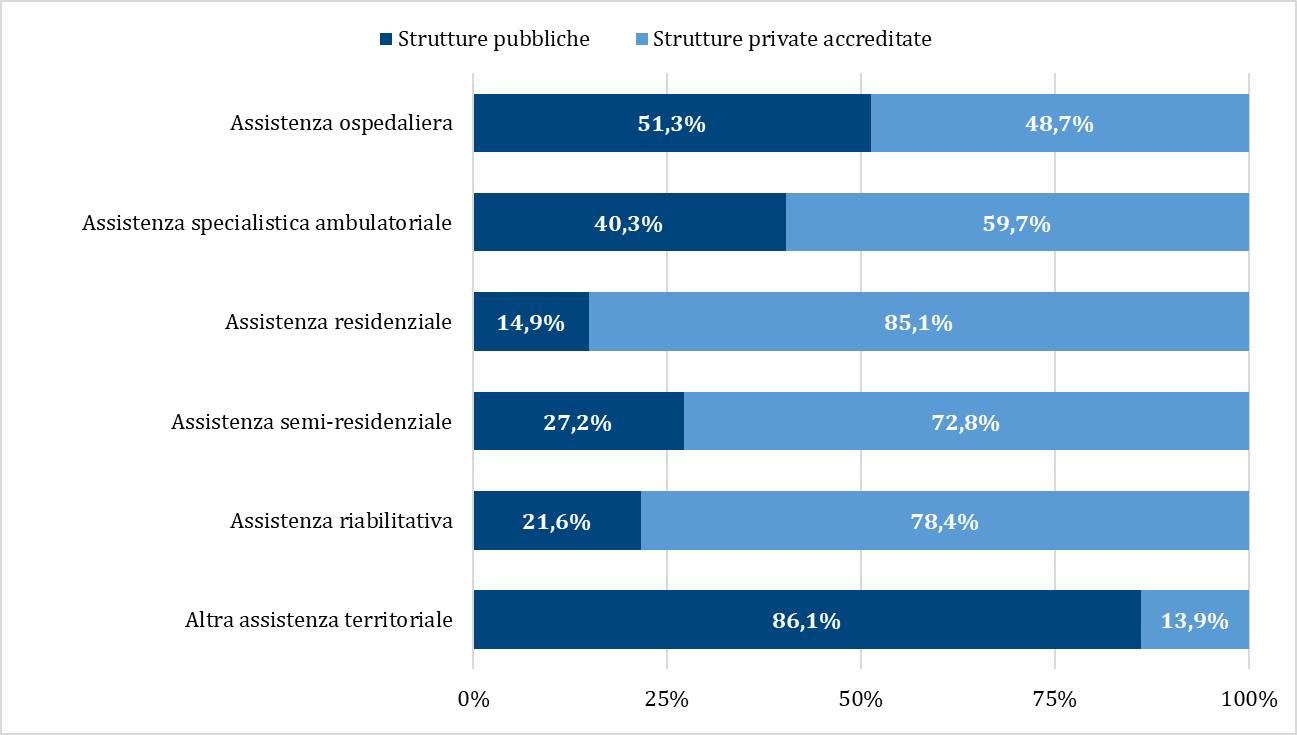 Strutture pubbliche Strutture private accreditate
Assistenza ospedaliera 51,3% 48,7%
Assistenza specialistica ambulatoriale 40,3% 59,7%
Assistenza residenziale 14,9% 85,1%
Assistenza semi-residenziale 27,2% 72,8%
Assistenza riabilitativa 21,6% 78,4%
Altra assistenza territoriale 86,1% 13,9%
0% 25% 50% 75% 100%